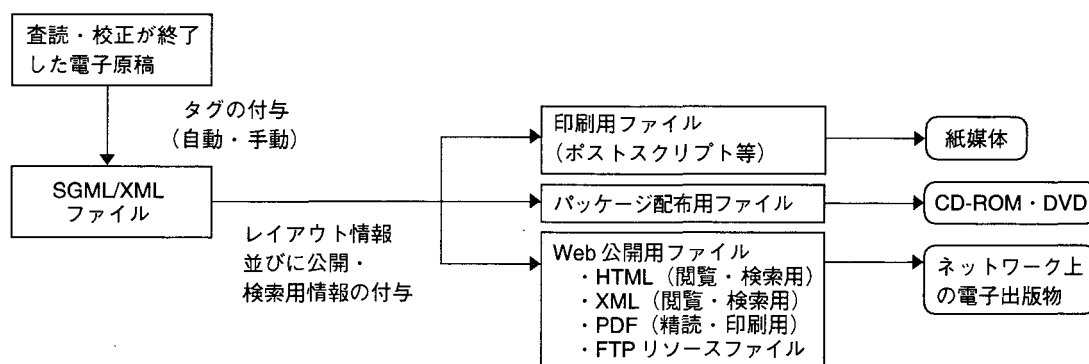 査読・校正が終了
した電子原稿
タグの付与
(自動・手動)
SGML/XML
ファイル
レイアウト情報
並びに公開・
検索用情報の付与
印刷用ファイル
(ポストスクリプト等)
紙媒体
パッケージ配布用ファイル
CD-ROM・DVD
Web 公開用ファイル
・HTML(閲覧・検索用)
・XML(閲覧・検索用)
・PDF(精読・印刷用)
・FTP リソースファイル
ネットワーク上
の電子出版物